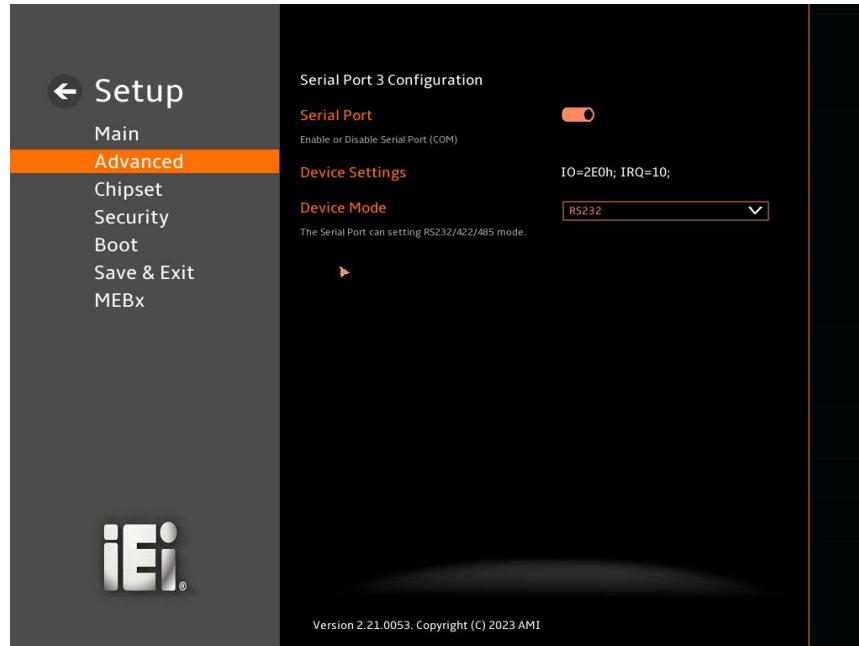 Setup
Main
Advanced
Chipset
Security
Boot
Save & Exit
MEBx
Serial Port 3 Configuration
Serial Port
Enable or Disable Serial Port (COM)
Device Settings
IO=2E0h; IRQ=10;
Device Mode
RS232
The Serial Port can setting RS232/422/485 mode.
iEi®
Version 2.21.0053. Copyright (C) 2023 AMI